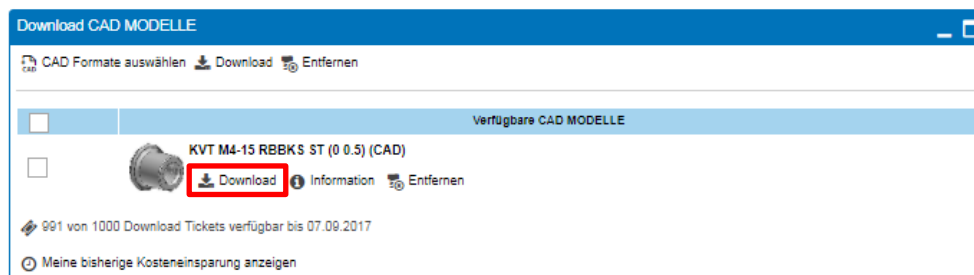 Download CAD MODELLE
CAD Formate auswählen Download Entfernen
Verfügbare CAD MODELLE
KVT M4-15 RBBKS ST (0 0.5) (CAD)
Download Information Entfernen
991 von 1000 Download Tickets verfügbar bis 07.09.2017
Meine bisherige Kosteneinsparung anzeigen